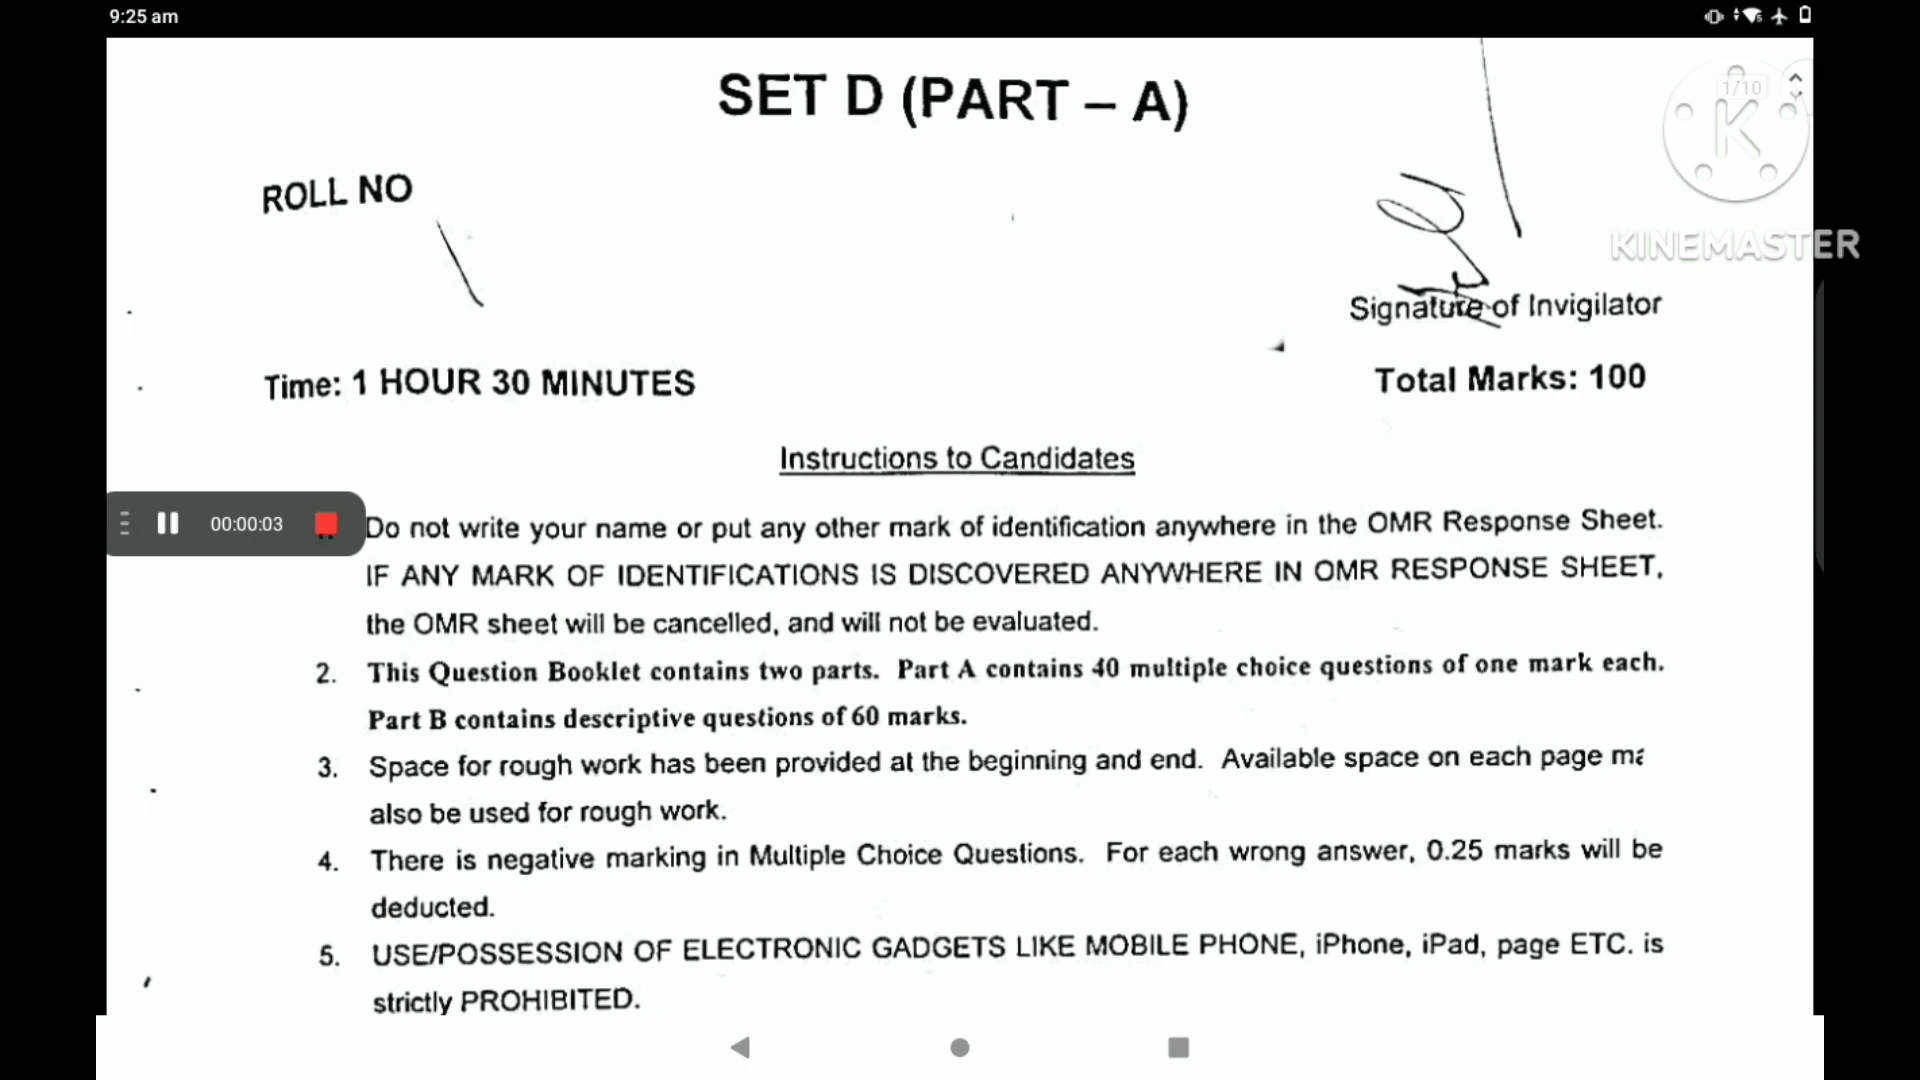 9:25 am
SET D (PART – A)
1/10
K
KINEMASTER
ROLL NO
Signature of Invigilator
Time: 1 HOUR 30 MINUTES
Total Marks: 100
Instructions to Candidates
00:00:03
Do not write your name or put any other mark of identification anywhere in the OMR Response Sheet.
IF ANY MARK OF IDENTIFICATIONS IS DISCOVERED ANYWHERE IN OMR RESPONSE SHEET,
the OMR sheet will be cancelled, and will not be evaluated.
2. This Question Booklet contains two parts. Part A contains 40 multiple choice questions of one mark each.
Part B contains descriptive questions of 60 marks.
3. Space for rough work has been provided at the beginning and end. Available space on each page
also be used for rough work.
4. There is negative marking in Multiple Choice Questions. For each wrong answer, 0.25 marks will be
deducted.
5. USE/POSSESSION OF ELECTRONIC GADGETS LIKE MOBILE PHONE, iPhone, iPad, page ETC. is
strictly PROHIBITED.